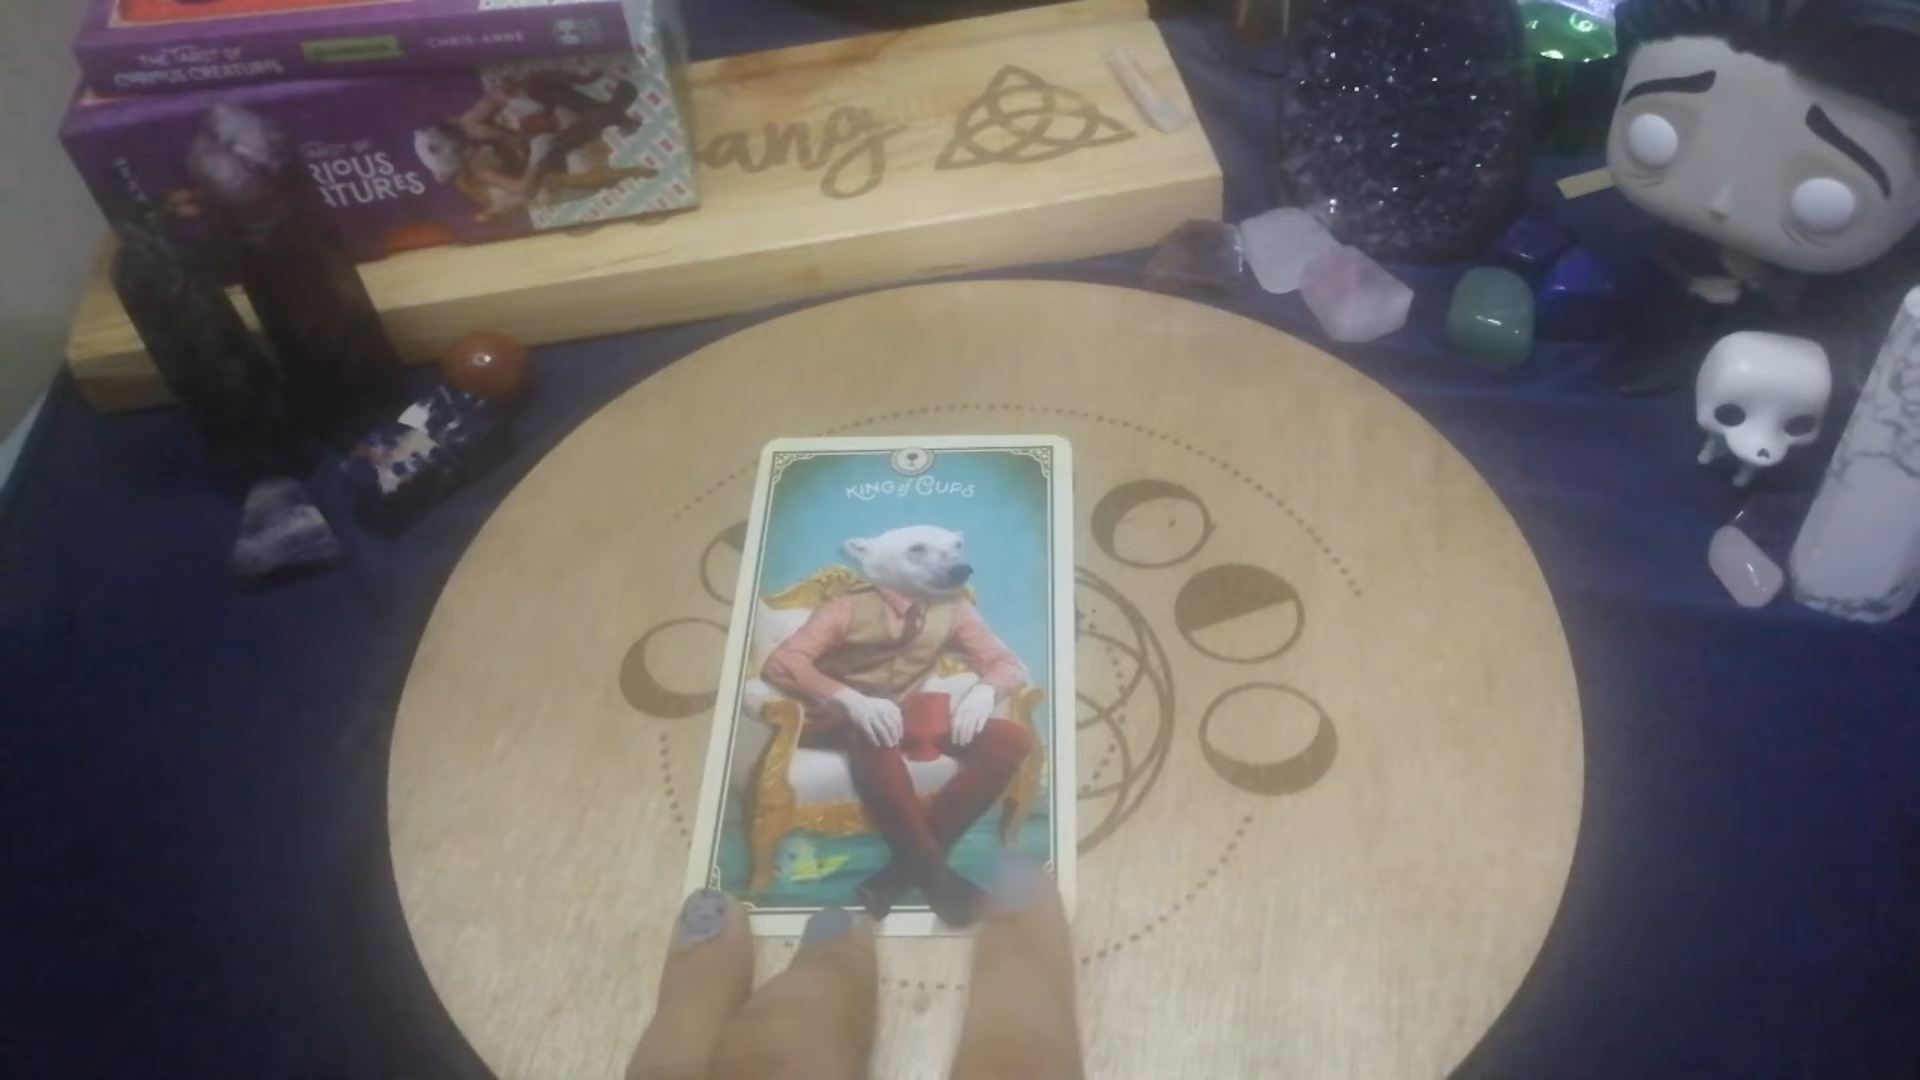 THE TAROT OF
CURIOUS CREATURES
CHRIS-ANNE
RIOUS
ATURES
ang
KING of CUPS